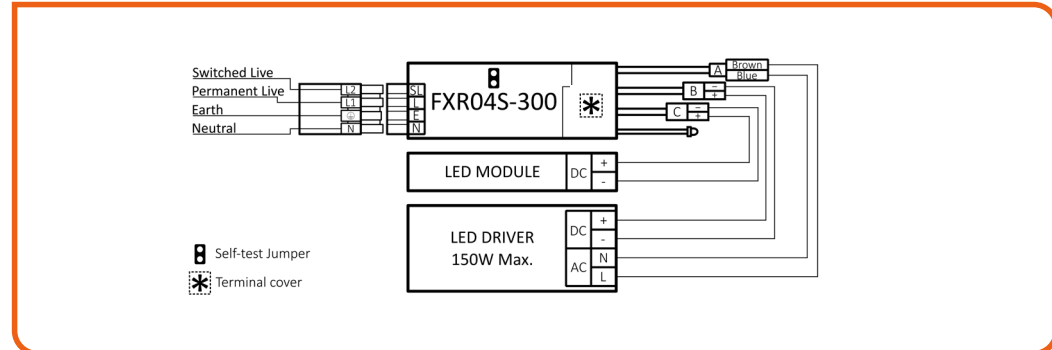 Switched Live
Permanent Live
Earth
Neutral
L2
L1
N
SL
L
E
N
FXR04S-300
A
Brown
Blue
B
−
+
C
−
+
LED MODULE
DC
+
-
LED DRIVER
150W Max.
DC
+
-
AC
N
L
Self-test Jumper
Terminal cover